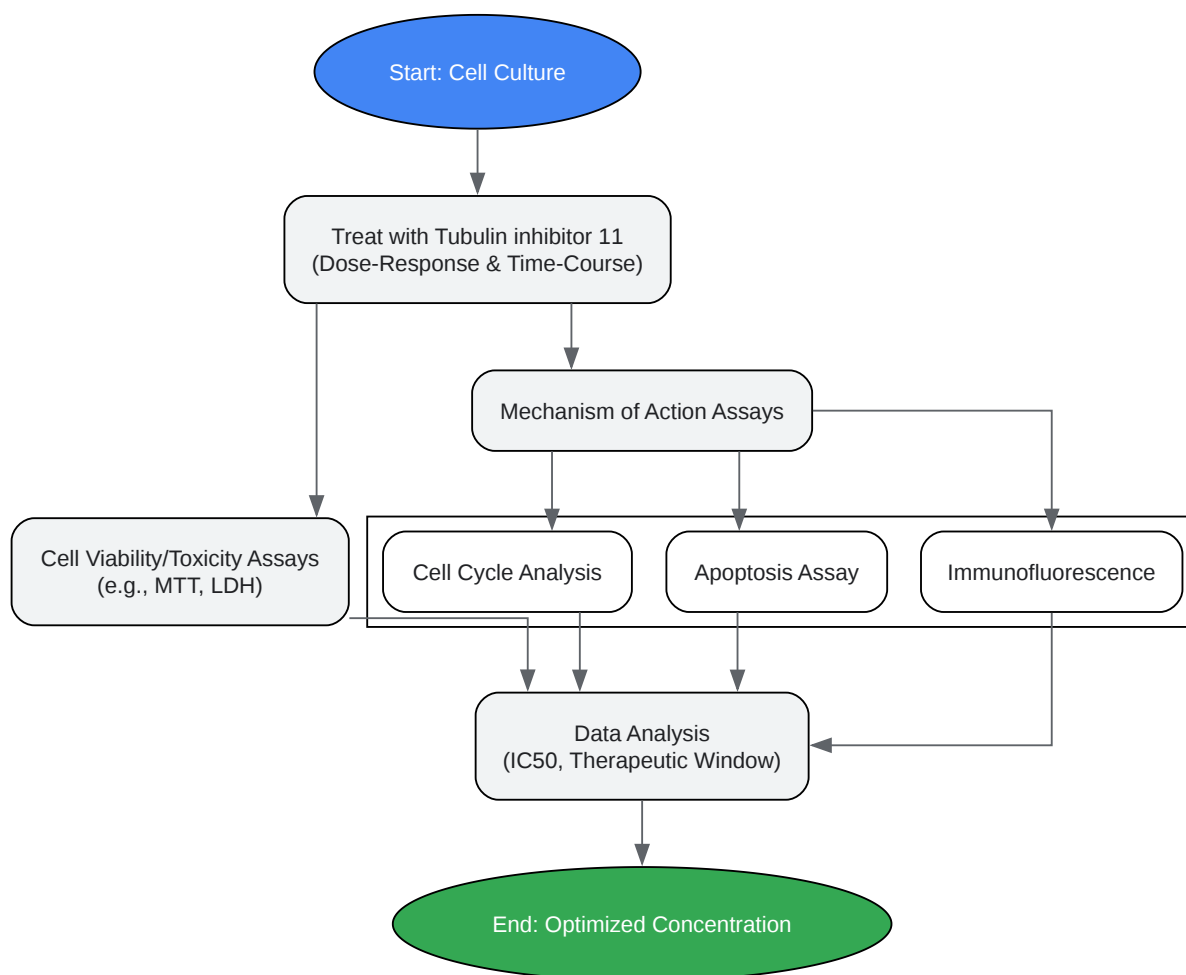 Start: Cell Culture
Treat with Tubulin inhibitor 11
(Dose-Response & Time-Course)
Mechanism of Action Assays
Cell Viability/Toxicity Assays
(e.g., MTT, LDH)
Cell Cycle Analysis
Apoptosis Assay
Immunofluorescence
Data Analysis
(IC50, Therapeutic Window)
End: Optimized Concentration